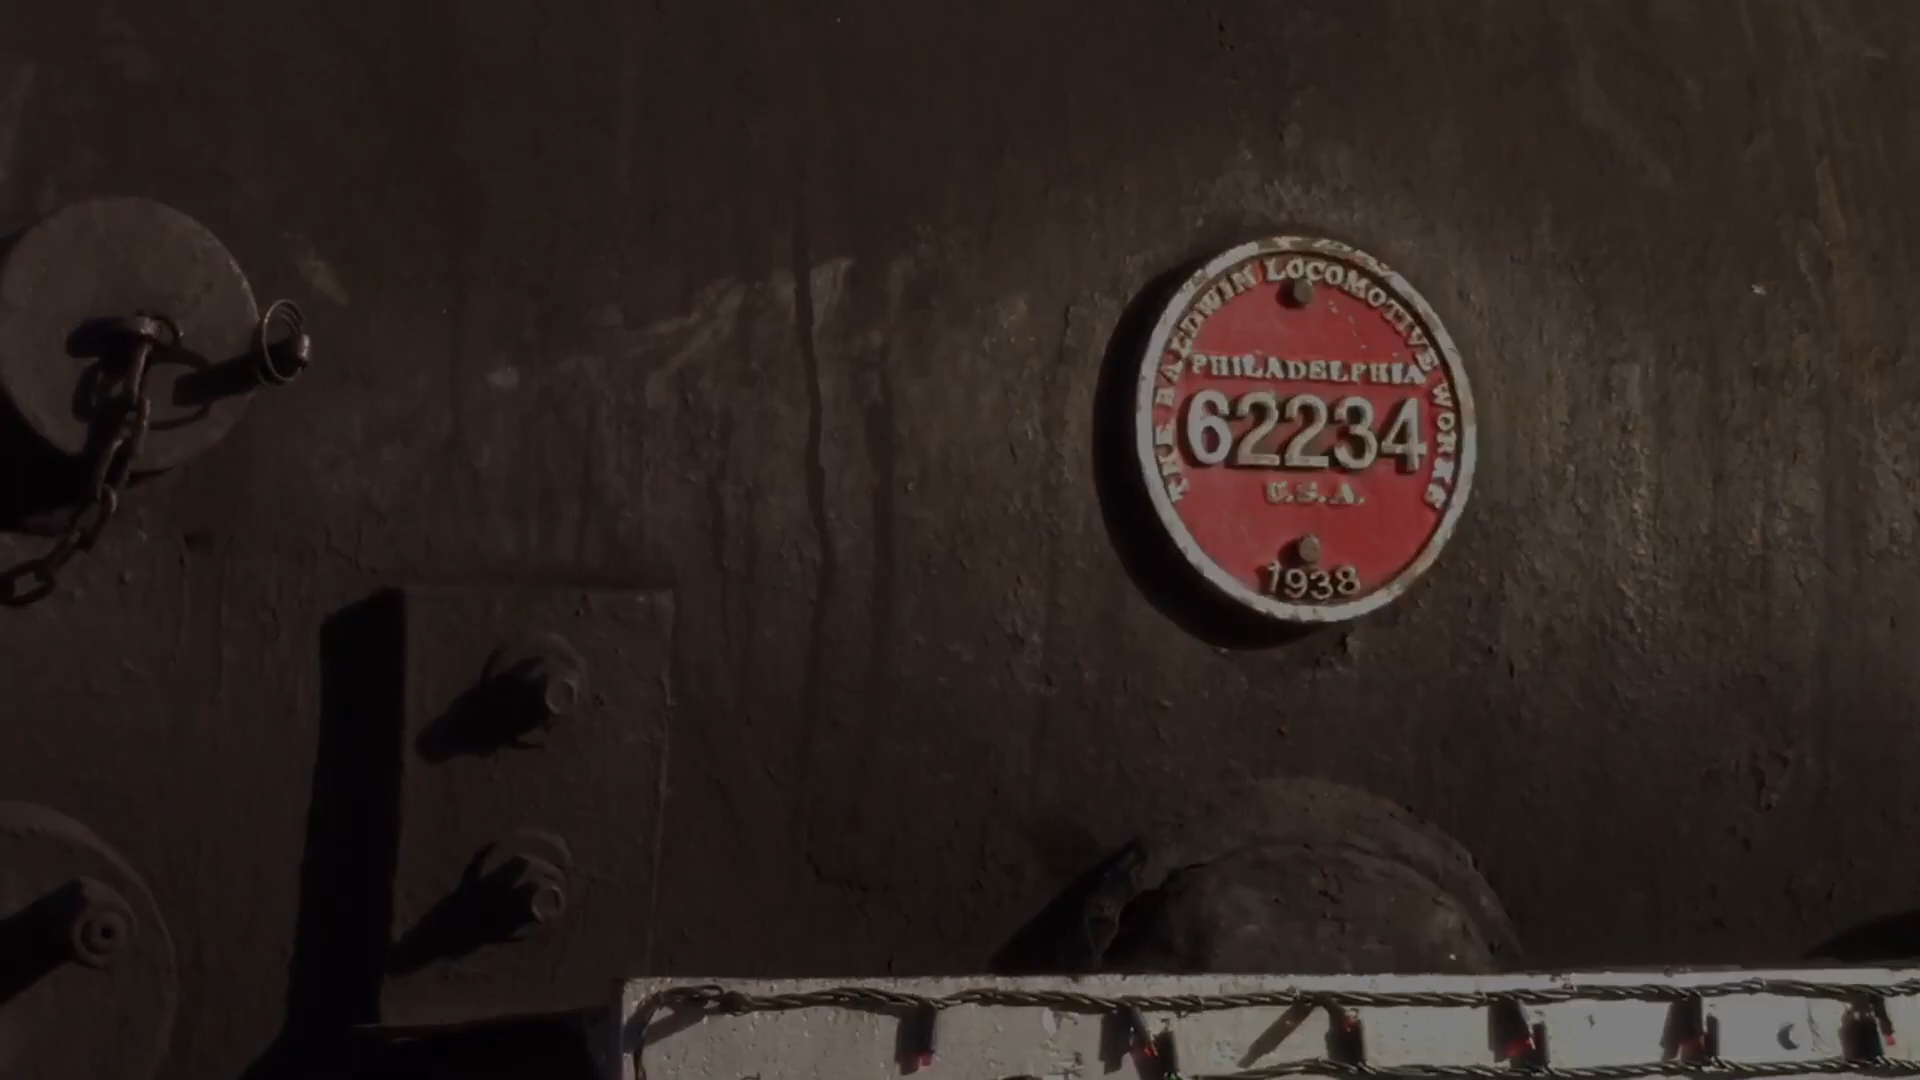 THE BALDWIN LOCOMOTIVE WORKS
PHILADELPHIA
62234
U.S.A.
1938